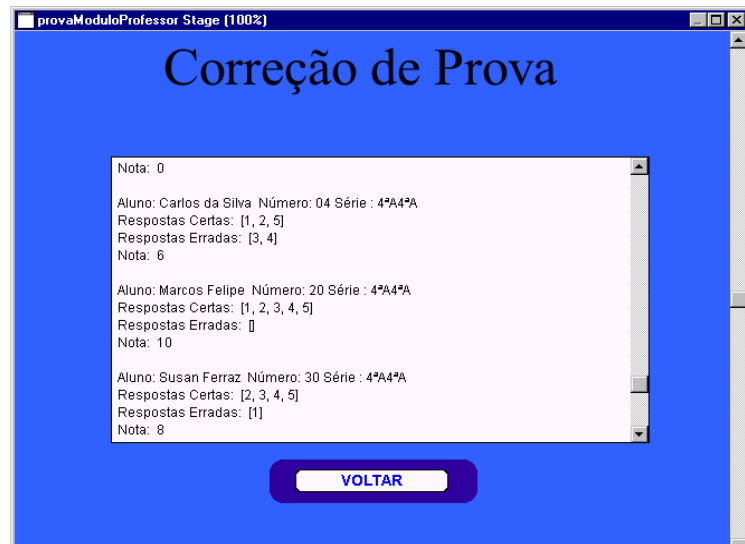 provaModuloProfessor Stage (100%)
Correção de Prova
Nota: 0
Aluno: Carlos da Silva Número: 04 Série : 4ªA4ªA
Respostas Certas: [1, 2, 5]
Respostas Erradas: [3, 4]
Nota: 6
Aluno: Marcos Felipe Número: 20 Série : 4ªA4ªA
Respostas Certas: [1, 2, 3, 4, 5]
Respostas Erradas: []
Nota: 10
Aluno: Susan Ferraz Número: 30 Série : 4ªA4ªA
Respostas Certas: [2, 3, 4, 5]
Respostas Erradas: [1]
Nota: 8
VOLTAR